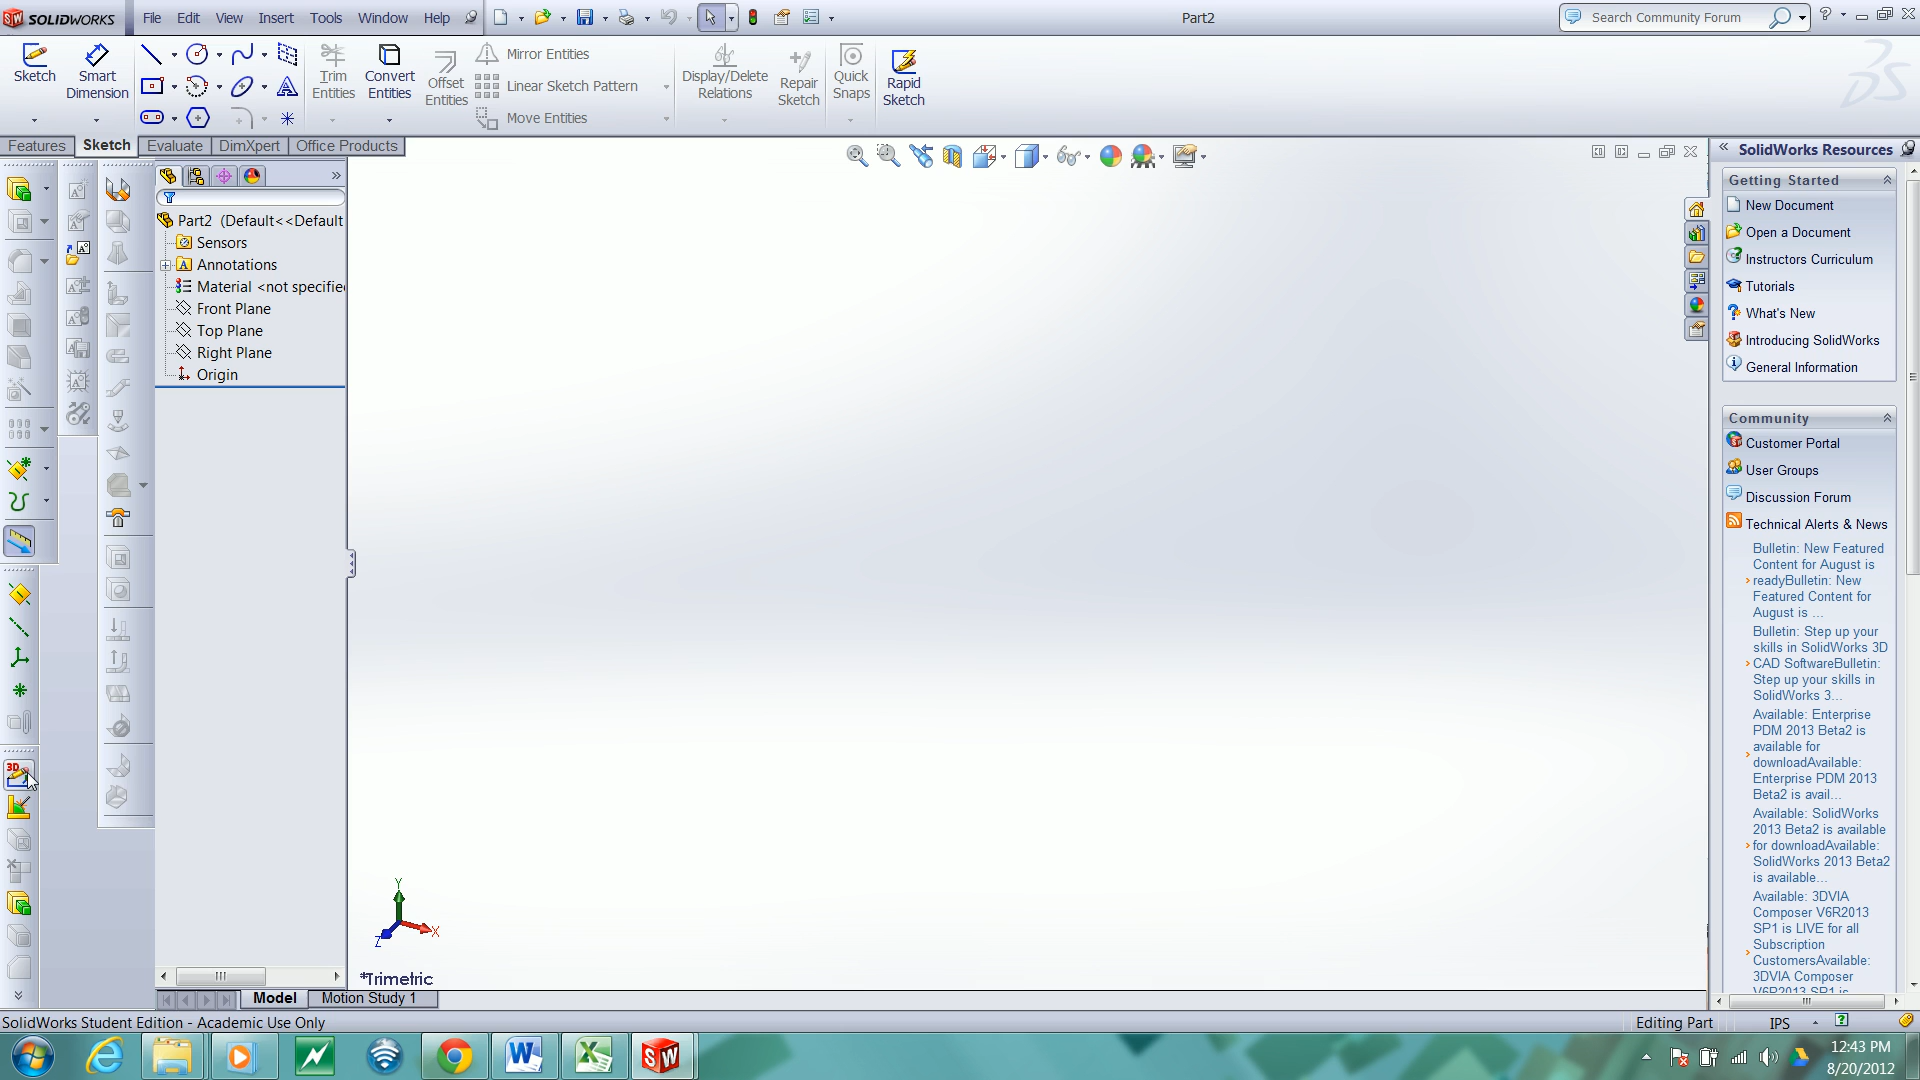 SOLIDWORKS
File Edit View Insert Tools Window Help
Part2
Search Community Forum
Sketch
Smart Dimension
Trim Entities
Convert Entities
Offset Entities
Mirror Entities
Linear Sketch Pattern
Move Entities
Display/Delete Relations
Repair Sketch
Quick Snaps
Rapid Sketch
Features Sketch Evaluate DimXpert Office Products
Part2 (Default<<Default
Sensors
Annotations
Material <not specified
Front Plane
Top Plane
Right Plane
Origin
3D
Y
X
Z
*Trimetric
Model Motion Study 1
SolidWorks Resources
Getting Started
New Document
Open a Document
Instructors Curriculum
Tutorials
What's New
Introducing SolidWorks
General Information
Community
Customer Portal
User Groups
Discussion Forum
Technical Alerts & News
Bulletin: New Featured
Content for August is
readyBulletin: New
Featured Content for
August is ...
Bulletin: Step up your
skills in SolidWorks 3D
CAD SoftwareBulletin:
Step up your skills in
SolidWorks 3...
Available: Enterprise
PDM 2013 Beta2 is
available for
downloadAvailable:
Enterprise PDM 2013
Beta2 is avail...
Available: SolidWorks
2013 Beta2 is available
for downloadAvailable:
SolidWorks 2013 Beta2
is available...
Available: 3DVIA
Composer V6R2013
SP1 is LIVE for all
Subscription
CustomersAvailable:
3DVIA Composer
V6R2013 SP1 is
SolidWorks Student Edition - Academic Use Only
Editing Part IPS
12:43 PM
8/20/2012